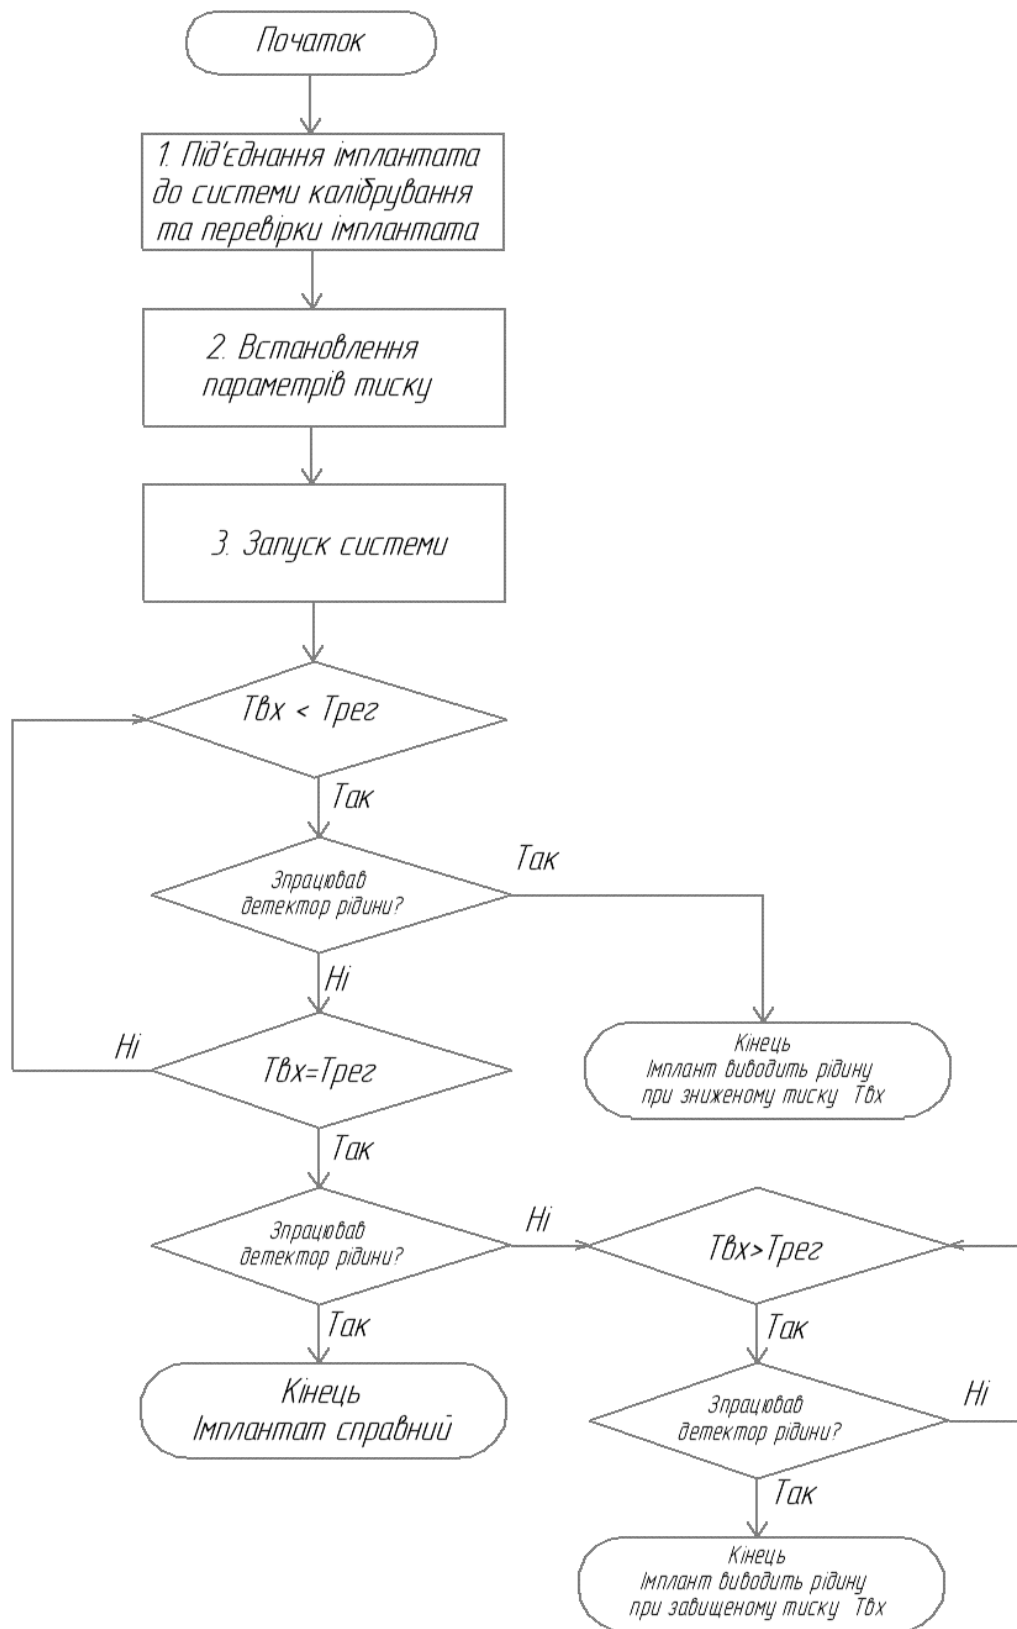 Початок
1. Під'єднання імплантата
до системи калібрування
та перевірки імплантата
2. Встановлення
параметрів тиску
3. Запуск системи
Твх < Трег
Так
Зпрацював
детектор рідини?
Так
Ні
Твх=Трег
Ні
Кінець
Імплант виводить рідину
при зниженому тиску Твх
Так
Зпрацював
детектор рідини?
Ні
Твх>Трег
Так
Кінець
Імплантат справний
Так
Зпрацював
детектор рідини?
Ні
Так
Кінець
Імплант виводить рідину
при завищеному тиску Твх